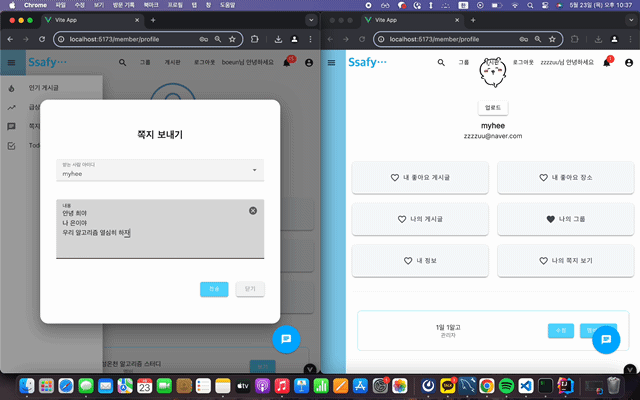 Chrome 파일 수정 보기 방문 기록 북마크 프로필 탭 창 도움말
5월 23일 (목) 오후 10:37
Vite App
localhost:5173/member/profile
Ssafy…
그룹 게시판 로그아웃 boeun님 안녕하세요
인기 게시글
쪽지 보내기
받는 사람 아이디
myhee
내용
안녕 희야
나 은이야
우리 알고리즘 열심히 하자
전송
닫기
Vite App
localhost:5173/member/profile
Ssafy…
그룹
로그아웃 zzzzuu님 안녕하세요
업로드
myhee
zzzzuu@naver.com
내 좋아요 게시글
내 좋아요 장소
나의 게시글
나의 그룹
내 정보
나의 쪽지 보기
1일 1알고
관리자
수정